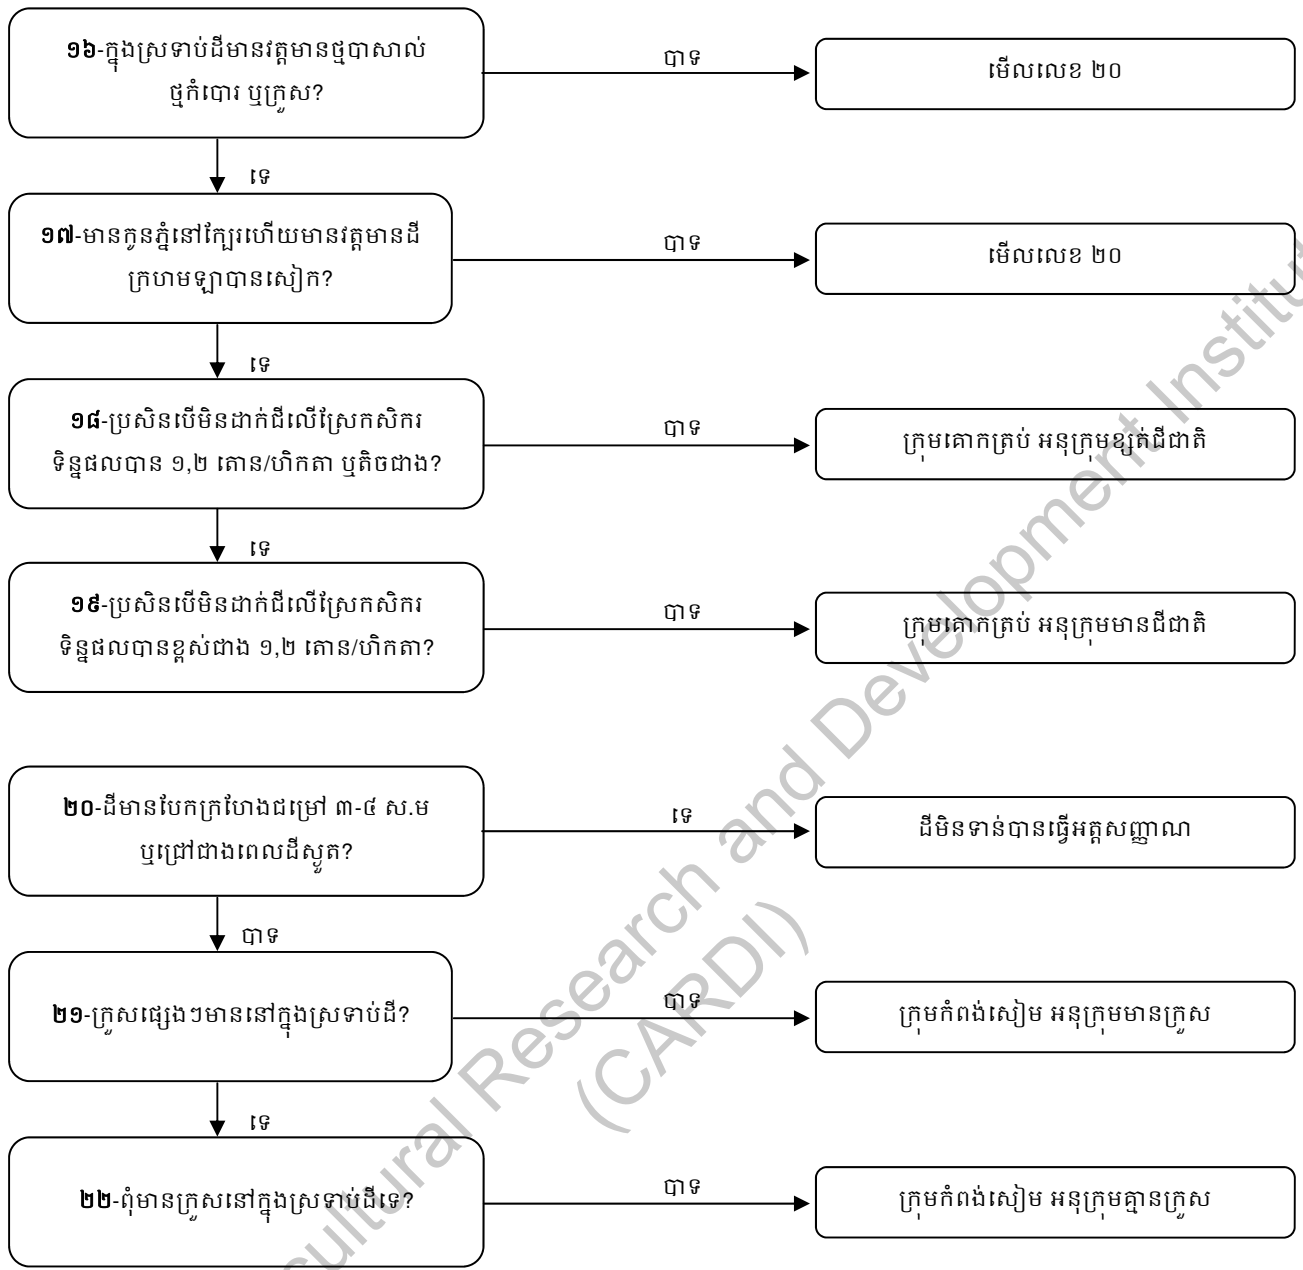 ១៦-ក្នុងស្រទាប់ដីមានវត្តមានថ្មបាសាល់
ថ្មកំបោរ ឬក្រួស?
បាទ
មើលលេខ ២០
ទេ
១៧-មានកូនភ្នំនៅក្បែរហើយមានវត្តមានដី
ក្រហមឡាបានសៀក?
បាទ
មើលលេខ ២០
ទេ
១៨-ប្រសិនបើមិនដាក់ជីលើស្រែកសិករ
ទិន្នផលបាន ១,២ តោន/ហិកតា ឬតិចជាង?
បាទ
ក្រុមគោកត្រប់ អនុក្រុមខ្សត់ជីជាតិ
ទេ
១៩-ប្រសិនបើមិនដាក់ជីលើស្រែកសិករ
ទិន្នផលបានខ្ពស់ជាង ១,២ តោន/ហិកតា?
បាទ
ក្រុមគោកត្រប់ អនុក្រុមមានជីជាតិ
២០-ដីមានបែកក្រហែងជម្រៅ ៣-៤ ស.ម
ឬជ្រៅជាងពេលដីស្ងួត?
ទេ
ដីមិនទាន់បានធ្វើអត្តសញ្ញាណ
បាទ
២១-ក្រួសផ្សេងៗមាននៅក្នុងស្រទាប់ដី?
បាទ
ក្រុមកំពង់សៀម អនុក្រុមមានក្រួស
ទេ
២២-ពុំមានក្រួសនៅក្នុងស្រទាប់ដីទេ?
បាទ
ក្រុមកំពង់សៀម អនុក្រុមគ្មានក្រួស
cultural Research and Development Institut
(CARDI)